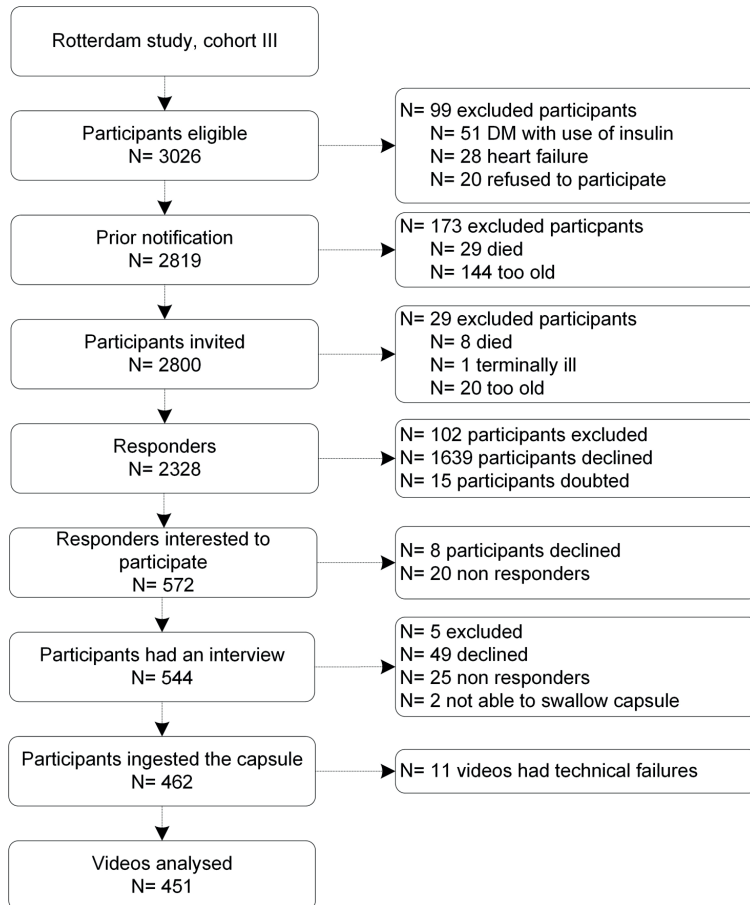 Rotterdam study, cohort III
Participants eligible
N= 3026
N= 99 excluded participants
N= 51 DM with use of insulin
N= 28 heart failure
N= 20 refused to participate
Prior notification
N= 2819
N= 173 excluded particpants
N= 29 died
N= 144 too old
Participants invited
N= 2800
N= 29 excluded participants
N= 8 died
N= 1 terminally ill
N= 20 too old
Responders
N= 2328
N= 102 participants excluded
N= 1639 participants declined
N= 15 participants doubted
Responders interested to
participate
N= 572
N= 8 participants declined
N= 20 non responders
Participants had an interview
N= 544
N= 5 excluded
N= 49 declined
N= 25 non responders
N= 2 not able to swallow capsule
Participants ingested the capsule
N= 462
N= 11 videos had technical failures
Videos analysed
N= 451